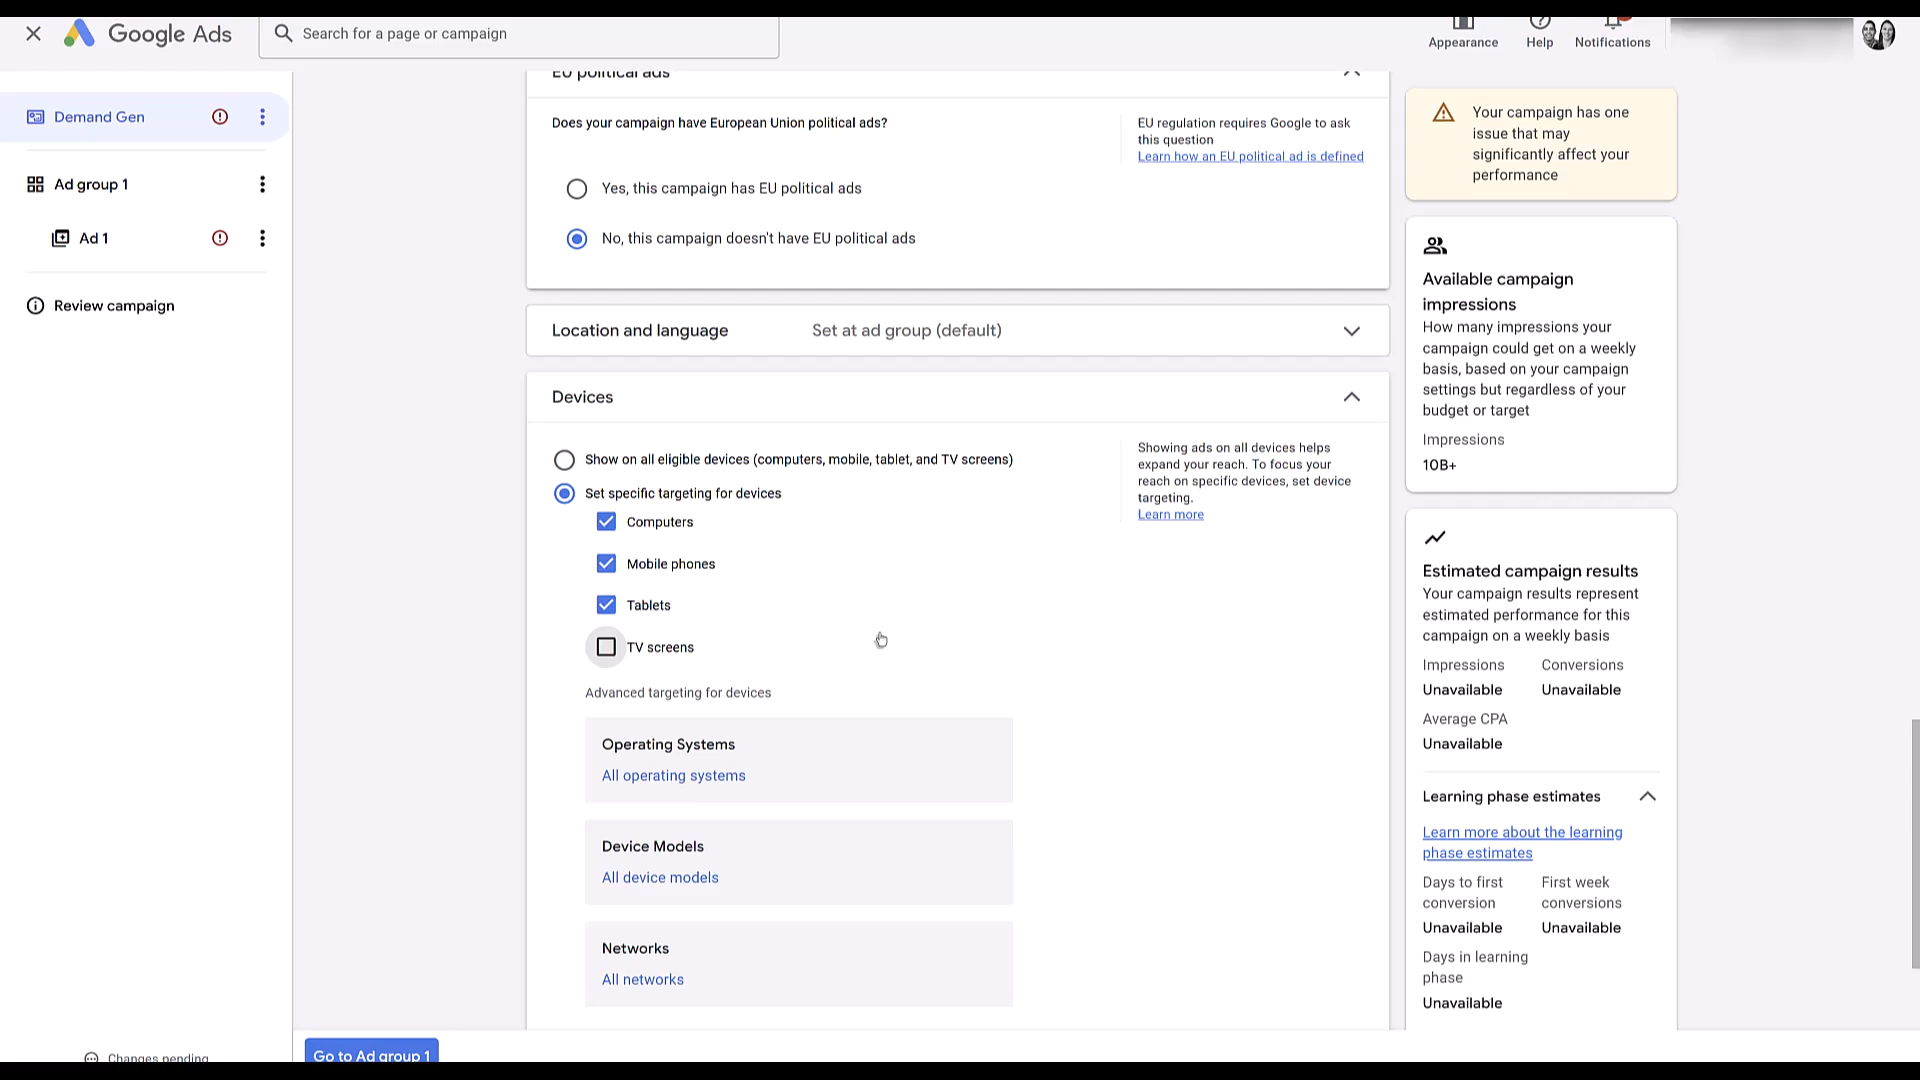 Google Ads
Search for a page or campaign
Appearance
Help
Notifications
Demand Gen
Ad group 1
Ad 1
Review campaign
Changes pending
EU political ads
Does your campaign have European Union political ads?
Yes, this campaign has EU political ads
No, this campaign doesn't have EU political ads
EU regulation requires Google to ask
this question
Learn how an EU political ad is defined
Location and language
Set at ad group (default)
Devices
Show on all eligible devices (computers, mobile, tablet, and TV screens)
Set specific targeting for devices
Computers
Mobile phones
Tablets
TV screens
Advanced targeting for devices
Operating Systems
All operating systems
Device Models
All device models
Networks
All networks
Showing ads on all devices helps
expand your reach. To focus your
reach on specific devices, set device
targeting.
Learn more
Go to Ad group 1
Your campaign has one
issue that may
significantly affect your
performance
Available campaign
impressions
How many impressions your
campaign could get on a weekly
basis, based on your campaign
settings but regardless of your
budget or target
Impressions
10B+
Estimated campaign results
Your campaign results represent
estimated performance for this
campaign on a weekly basis
Impressions Conversions
Unavailable Unavailable
Average CPA
Unavailable
Learning phase estimates
Learn more about the learning
phase estimates
Days to first First week
conversion conversions
Unavailable Unavailable
Days in learning
phase
Unavailable